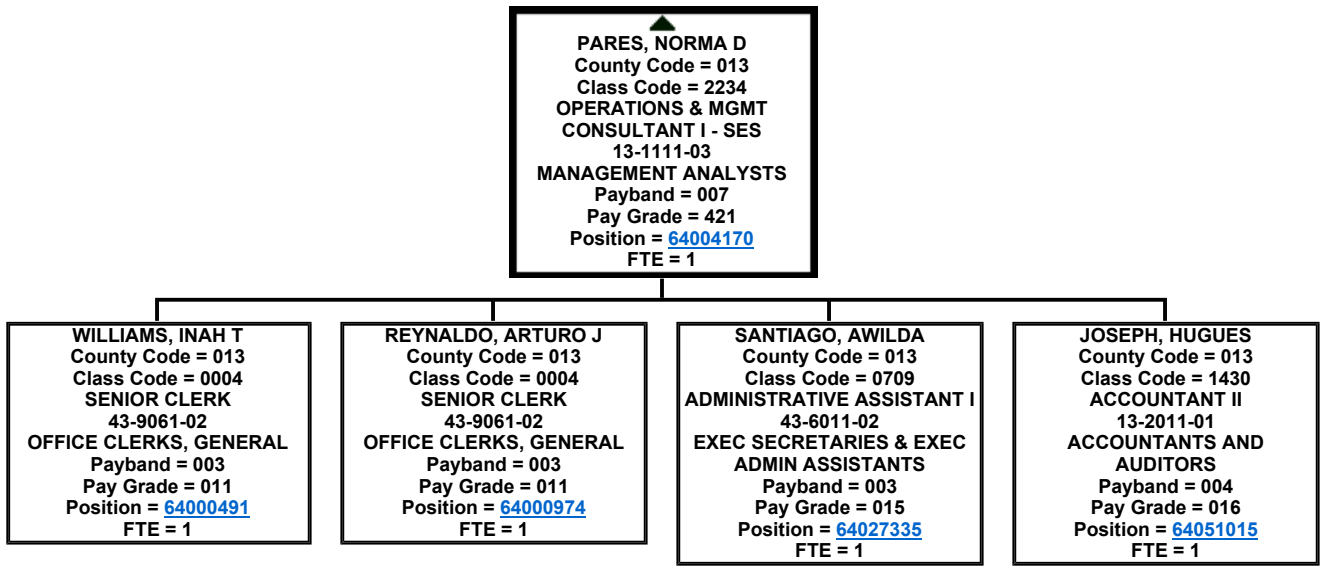 PARES, NORMA D
County Code = 013
Class Code = 2234
OPERATIONS & MGMT
CONSULTANT I - SES
13-1111-03
MANAGEMENT ANALYSTS
Payband = 007
Pay Grade = 421
Position = 64004170
FTE = 1
WILLIAMS, INAH T
County Code = 013
Class Code = 0004
SENIOR CLERK
43-9061-02
OFFICE CLERKS, GENERAL
Payband = 003
Pay Grade = 011
Position = 64000491
FTE = 1
REYNALDO, ARTURO J
County Code = 013
Class Code = 0004
SENIOR CLERK
43-9061-02
OFFICE CLERKS, GENERAL
Payband = 003
Pay Grade = 011
Position = 64000974
FTE = 1
SANTIAGO, AWILDA
County Code = 013
Class Code = 0709
ADMINISTRATIVE ASSISTANT I
43-6011-02
EXEC SECRETARIES & EXEC
ADMIN ASSISTANTS
Payband = 003
Pay Grade = 015
Position = 64027335
FTE = 1
JOSEPH, HUGUES
County Code = 013
Class Code = 1430
ACCOUNTANT II
13-2011-01
ACCOUNTANTS AND
AUDITORS
Payband = 004
Pay Grade = 016
Position = 64051015
FTE = 1